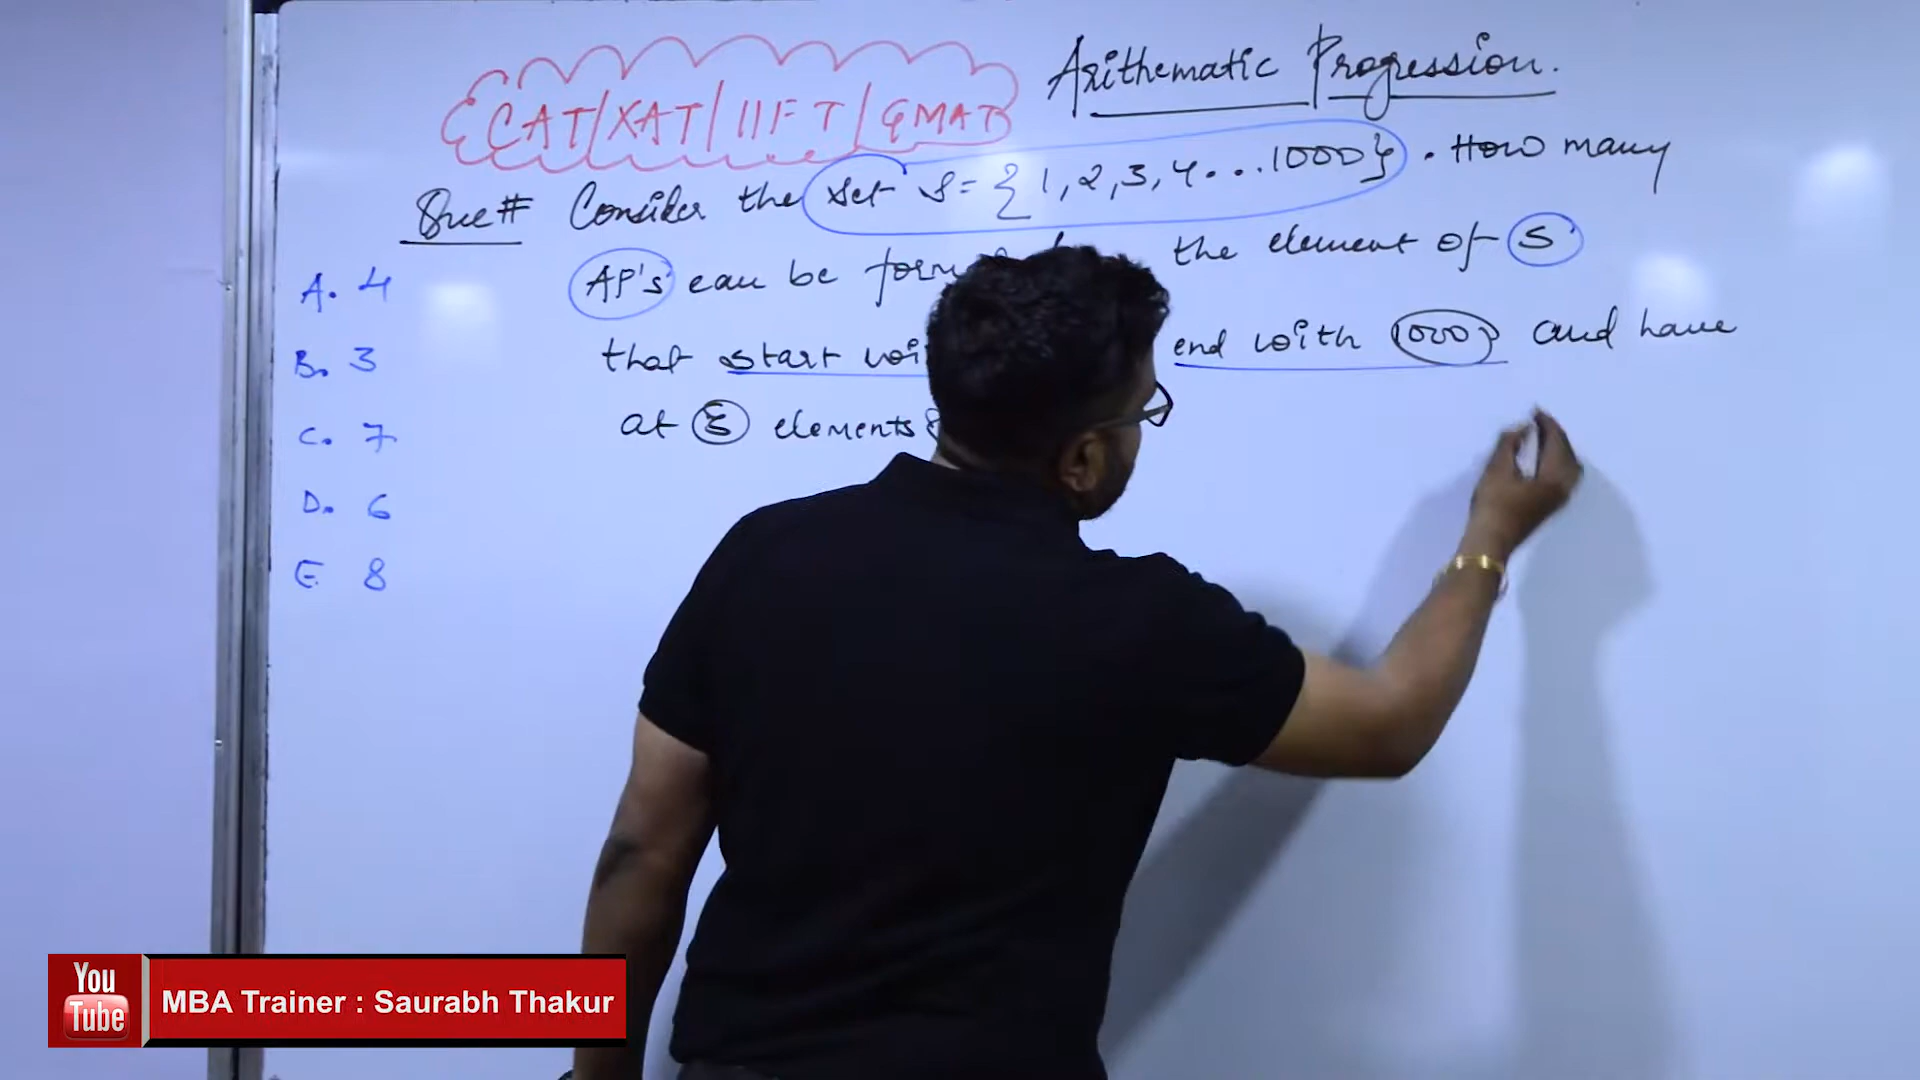 Arithematic Progression.
CAT/XAT/IIFT/GMAT
Que# Consider the set S = { 1, 2, 3, 4 . . . 1000 } . How many
AP's can be the element of S
that start end with 1000 and have
at 3 elements ?
A. 4
B. 3
C. 7
D. 6
E 8
You Tube
MBA Trainer : Saurabh Thakur